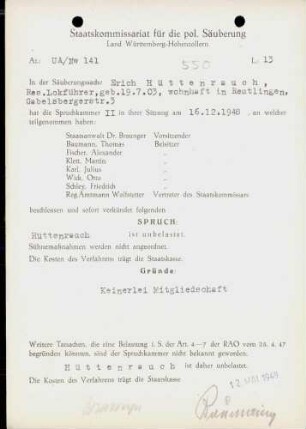 Staatskommissariat für die pol. Säuberung
Land Württemberg-Hohenzollern
Az. UA/Nw 141
550
L 13
In der Säuberungssache Erich H ü t t e n r a u c h ,
Res.Lokführer,geb.19.7.03, wohnhaft in Reutlingen,
Gabelsbergerstr.3
hat die Spruchkammer II in ihrer Sitzung am 16.12.1948 , an welcher
teilgenommen haben:
Staatsanwalt Dr. Brosinger Vorsitzender
Baumann, Thomas Beisitzer
Fischer, Alexander „
Klett, Martin „
Karl, Julius „
Wick, Otto „
Schley, Friedrich „
Reg.Amtmann Vertreter des Staatskommissars
beschlossen und sofort verkündet folgenden
SPRUCH:
Hüttenrauch ist unbelastet.
Sühnemaßnahmen werden nicht angeordnet.
Die Kosten des Verfahrens trägt die Staatskasse.
Gründe:
Keinerlei Mitgliedschaft
Weitere Tatsachen, die eine Belastung i. S. der Art. 4–7 der RAO vom 26. 4. 47
begründen könnten, sind der Spruchkammer nicht bekannt geworden.
H ü t t e n r a u c h ist daher unbelastet.
Die Kosten des Verfahrens trägt die Staatskasse